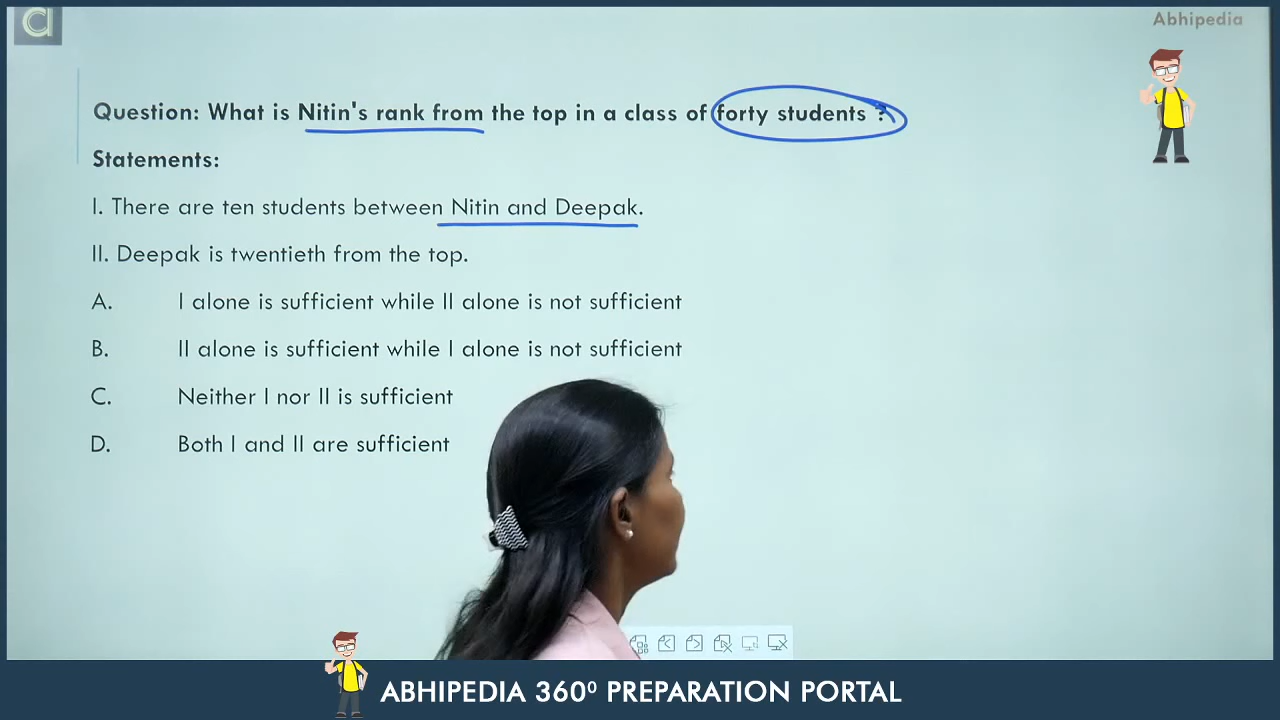 Abhipedia
Question: What is Nitin's rank from the top in a class of forty students ?
Statements:
I. There are ten students between Nitin and Deepak.
II. Deepak is twentieth from the top.
A. I alone is sufficient while II alone is not sufficient
B. II alone is sufficient while I alone is not sufficient
C. Neither I nor II is sufficient
D. Both I and II are sufficient
ABHIPEDIA 360⁰ PREPARATION PORTAL